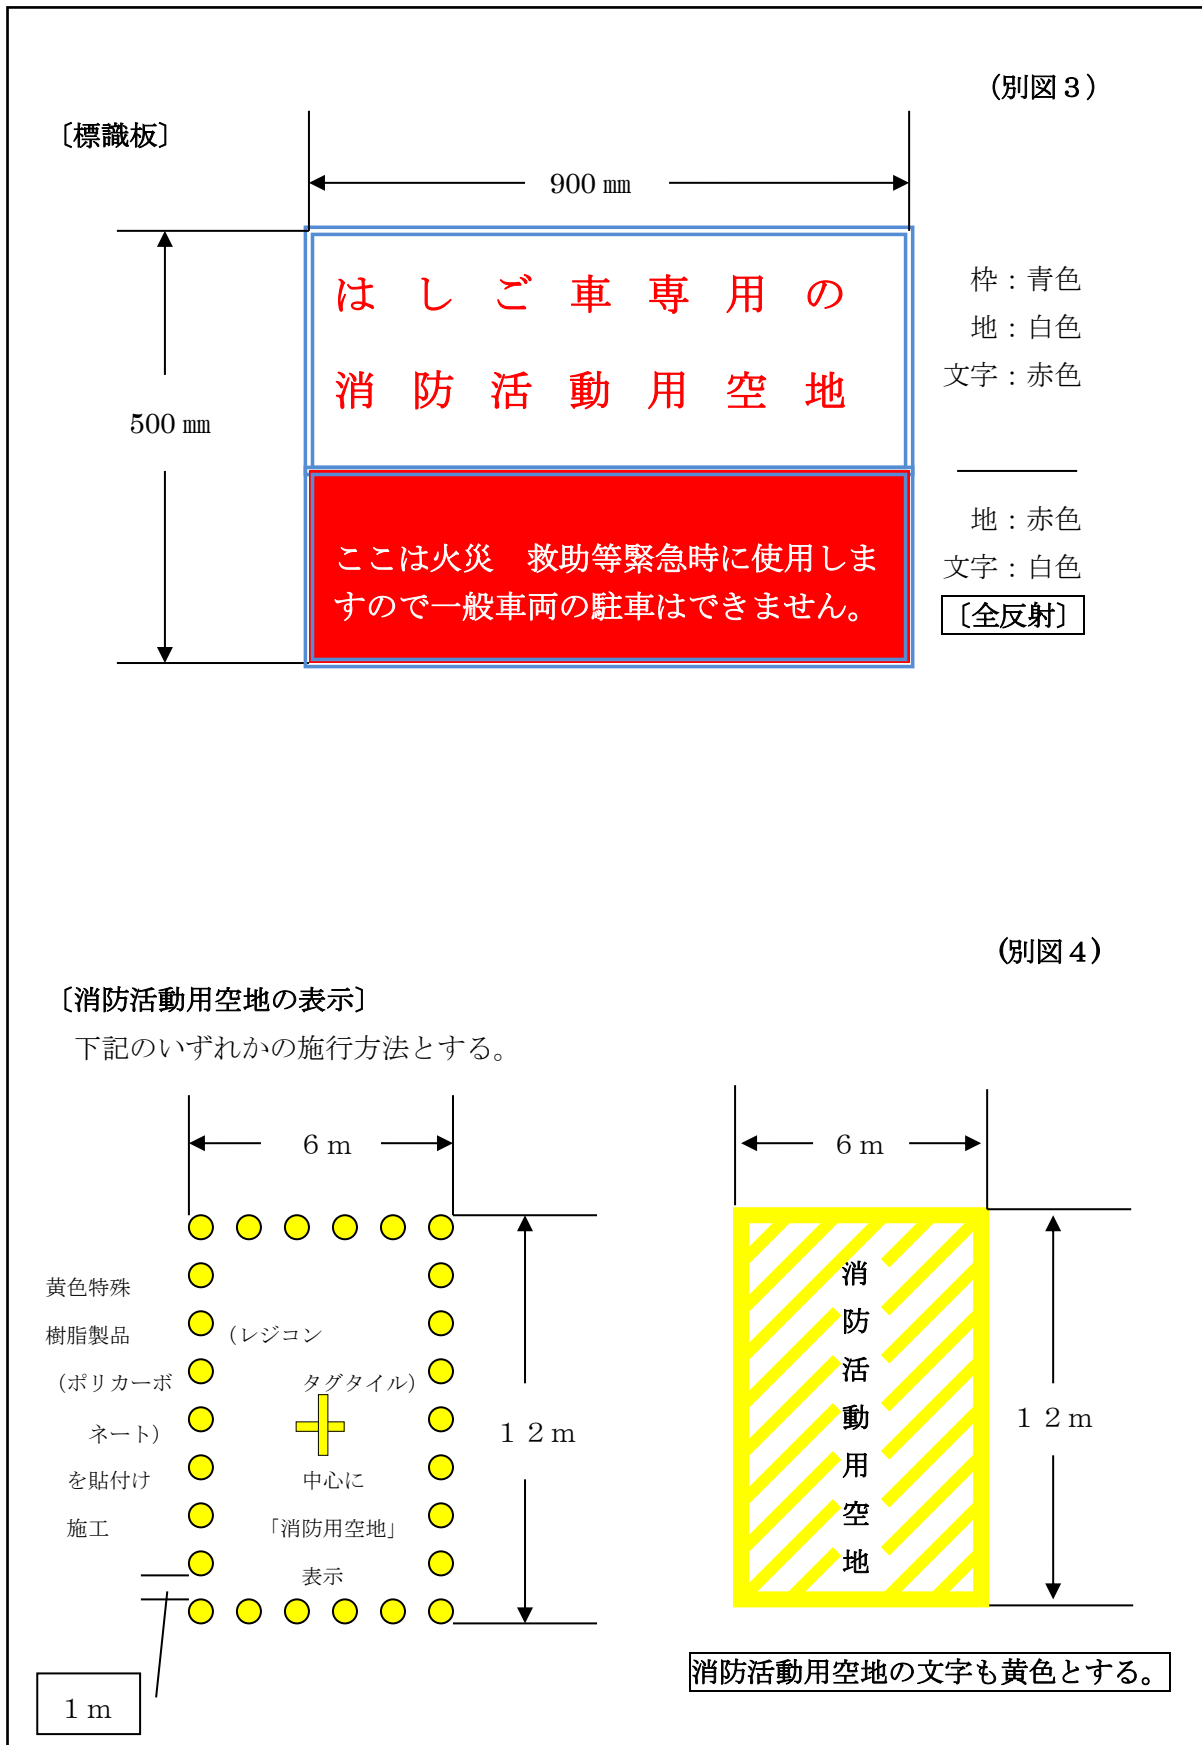 （別図３）
〔標識板〕
900 ㎜
はしご車専用の
消防活動用空地
枠：青色
地：白色
文字：赤色
500 ㎜
地：赤色
文字：白色
〔全反射〕
ここは火災　救助等緊急時に使用しま
すので一般車両の駐車はできません。
(別図４)
〔消防活動用空地の表示〕
下記のいずれかの施行方法とする。
６ｍ
６ｍ
黄色特殊
樹脂製品
（ポリカーボ
ネート）
を貼付け
施工
（レジコン
タグタイル）
中心に
「消防用空地」
表示
１２ｍ
１ｍ
消防活動用空地
１２ｍ
消防活動用空地の文字も黄色とする。